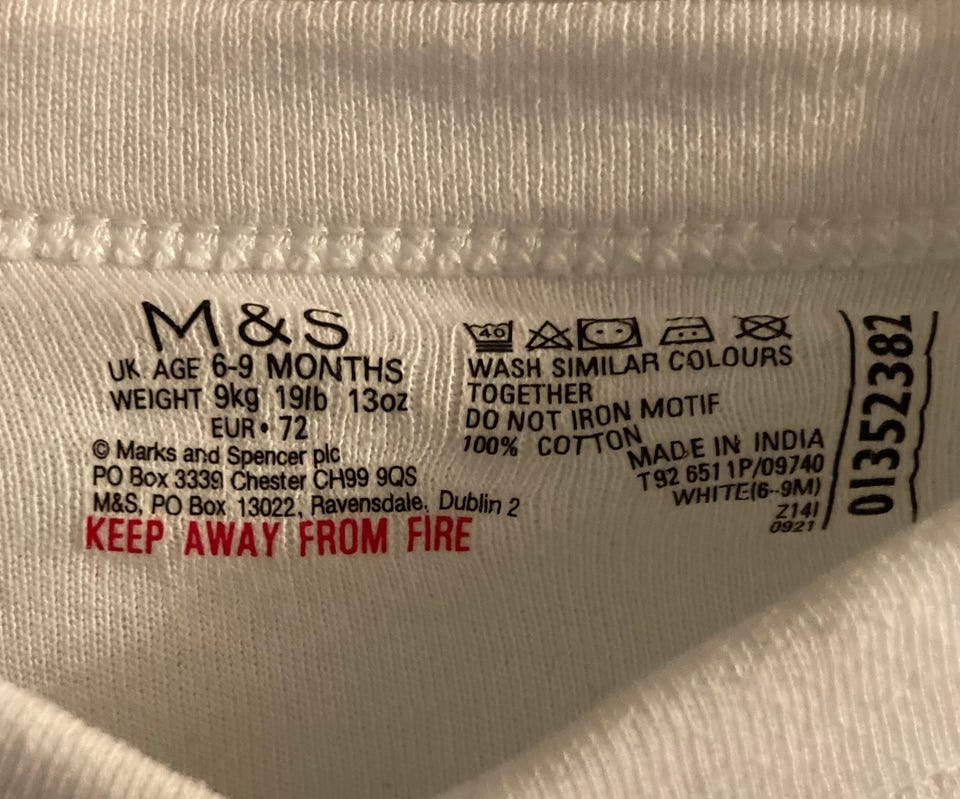 M&S
UK AGE 6-9 MONTHS
WEIGHT 9kg 19lb 13oz
EUR • 72
© Marks and Spencer plc
PO Box 3339 Chester CH99 9QS
M&S, PO Box 13022, Ravensdale, Dublin 2
KEEP AWAY FROM FIRE
40
WASH SIMILAR COLOURS
TOGETHER
DO NOT IRON MOTIF
100% COTTON
MADE IN INDIA
T92 6511P/09740
WHITE(6-9M)
Z14I
0921
01352382